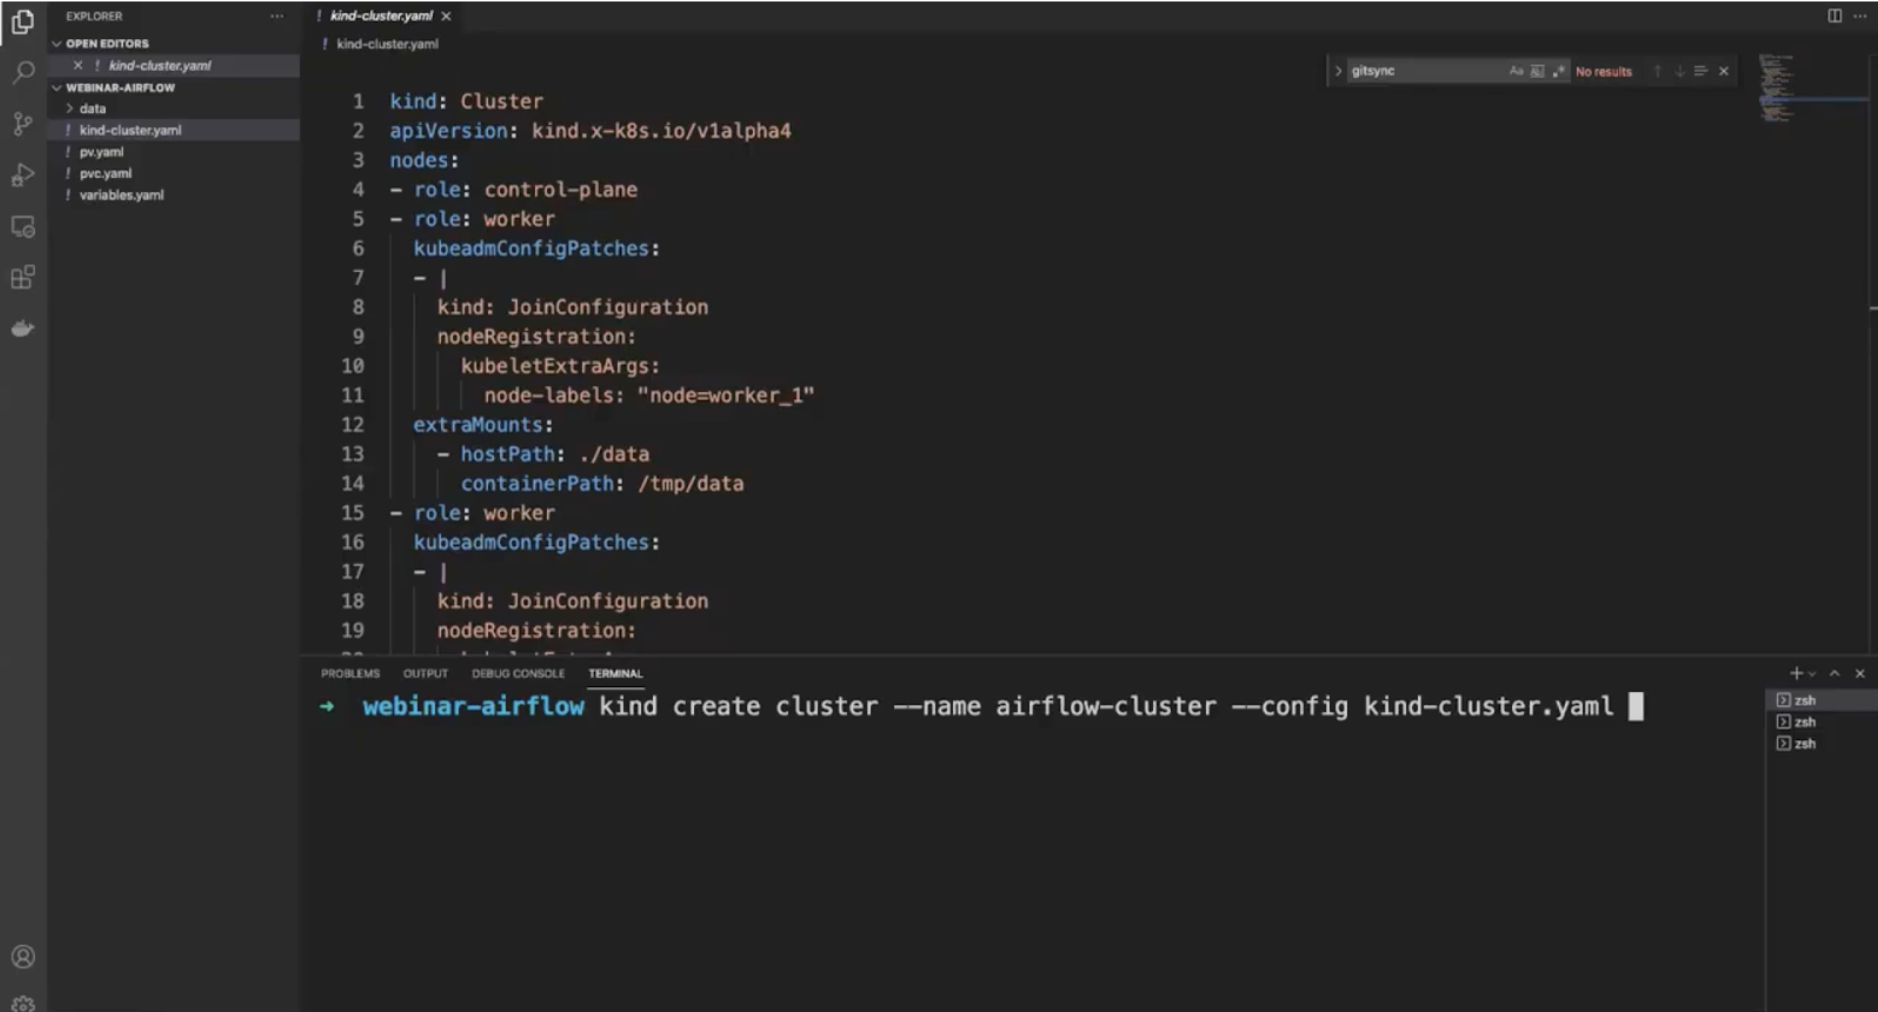 EXPLORER
OPEN EDITORS
! kind-cluster.yaml
WEBINAR-AIRFLOW
data
! kind-cluster.yaml
! pv.yaml
! pvc.yaml
! variables.yaml
! kind-cluster.yaml
! kind-cluster.yaml
gitsync
Aa
No results
1 kind: Cluster
2 apiVersion: kind.x-k8s.io/v1alpha4
3 nodes:
4 - role: control-plane
5 - role: worker
6 kubeadmConfigPatches:
7 - |
8 kind: JoinConfiguration
9 nodeRegistration:
10 kubeletExtraArgs:
11 node-labels: "node=worker_1"
12 extraMounts:
13 - hostPath: ./data
14 containerPath: /tmp/data
15 - role: worker
16 kubeadmConfigPatches:
17 - |
18 kind: JoinConfiguration
19 nodeRegistration:
PROBLEMS OUTPUT DEBUG CONSOLE TERMINAL
→ webinar-airflow kind create cluster --name airflow-cluster --config kind-cluster.yaml
zsh
zsh
zsh